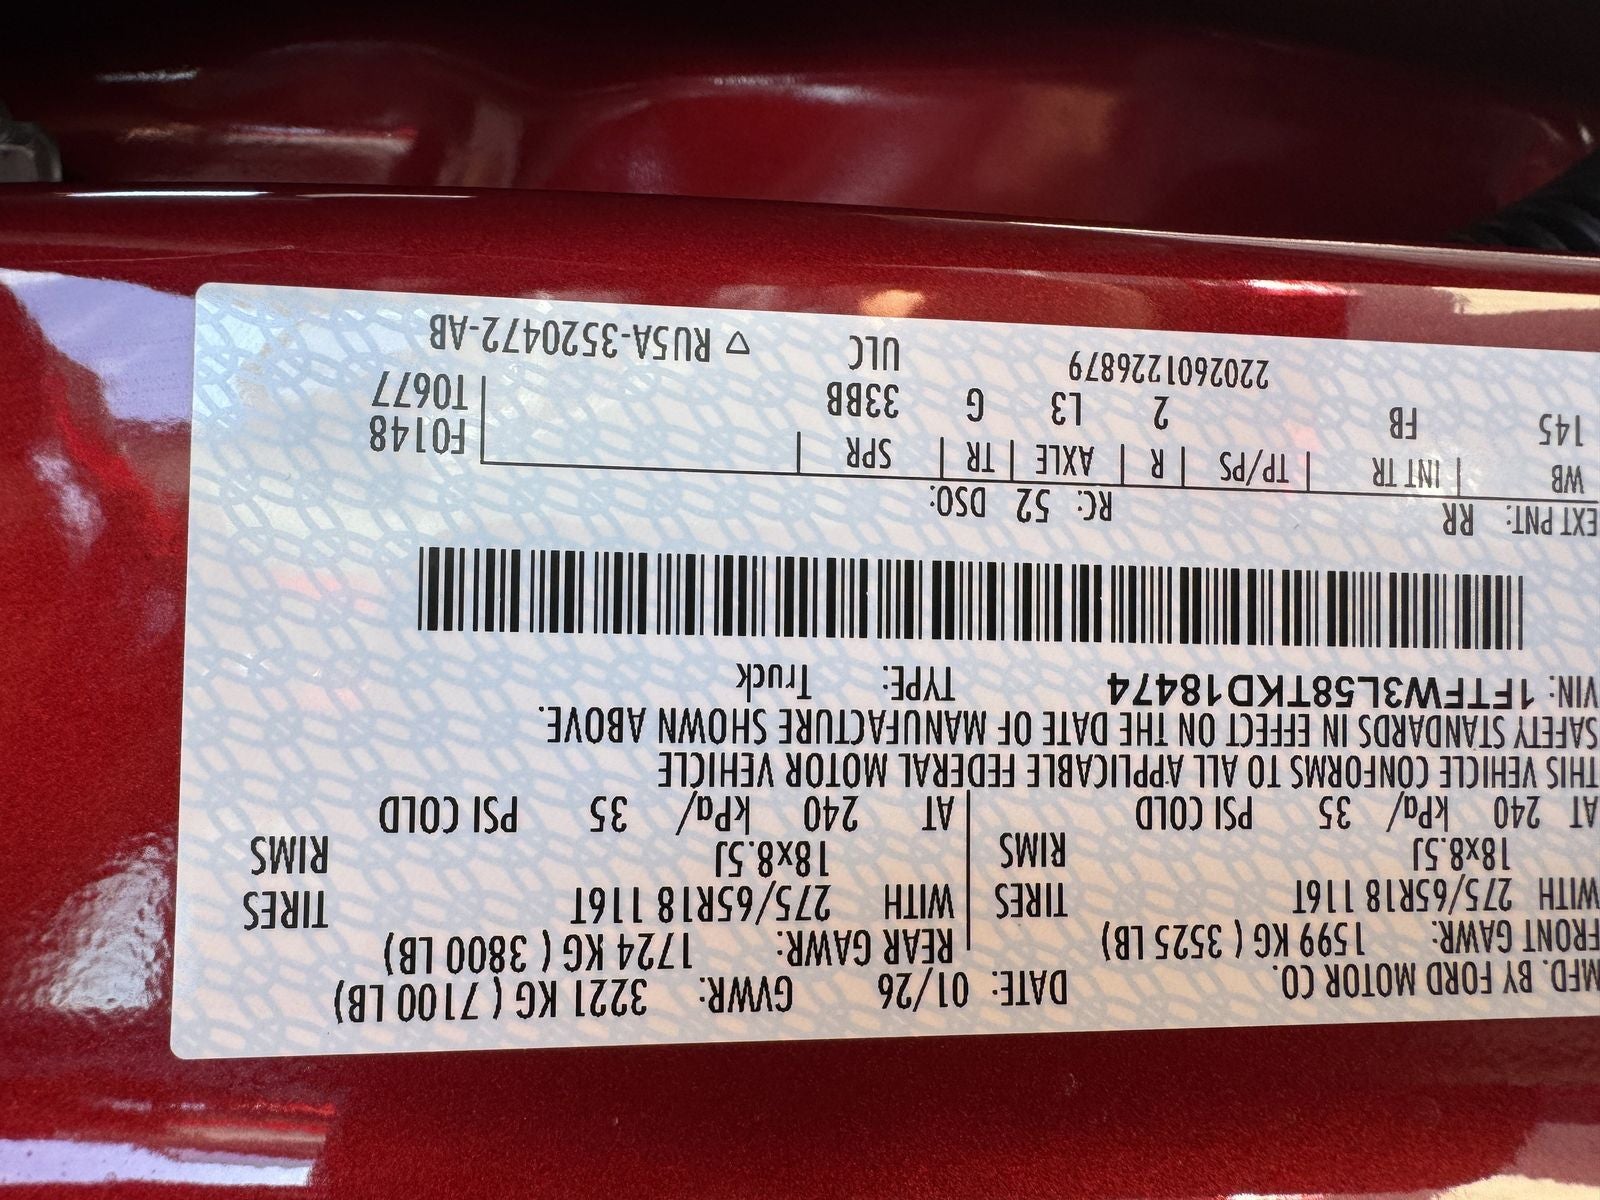 MFD. BY FORD MOTOR CO. DATE: 01/26 GVWR: 3221 KG ( 7100 LB)
FRONT GAWR: 1599 KG ( 3525 LB) REAR GAWR: 1724 KG ( 3800 LB)
WITH 275/65R18 116T TIRES WITH 275/65R18 116T TIRES
18x8.5J RIMS 18x8.5J RIMS
AT 240 kPa/ 35 PSI COLD AT 240 kPa/ 35 PSI COLD
THIS VEHICLE CONFORMS TO ALL APPLICABLE FEDERAL MOTOR VEHICLE
SAFETY STANDARDS IN EFFECT ON THE DATE OF MANUFACTURE SHOWN ABOVE.
VIN: 1FTFW3L58TKD18474 TYPE: Truck
EXT PNT: RR RC: 52 DSO:
WB INT TR TP/PS R AXLE TR SPR F0148
145 FB 2 L3 G 33BB T0677
220260122687​9 ULC ▽ RU5A-3520472-AB